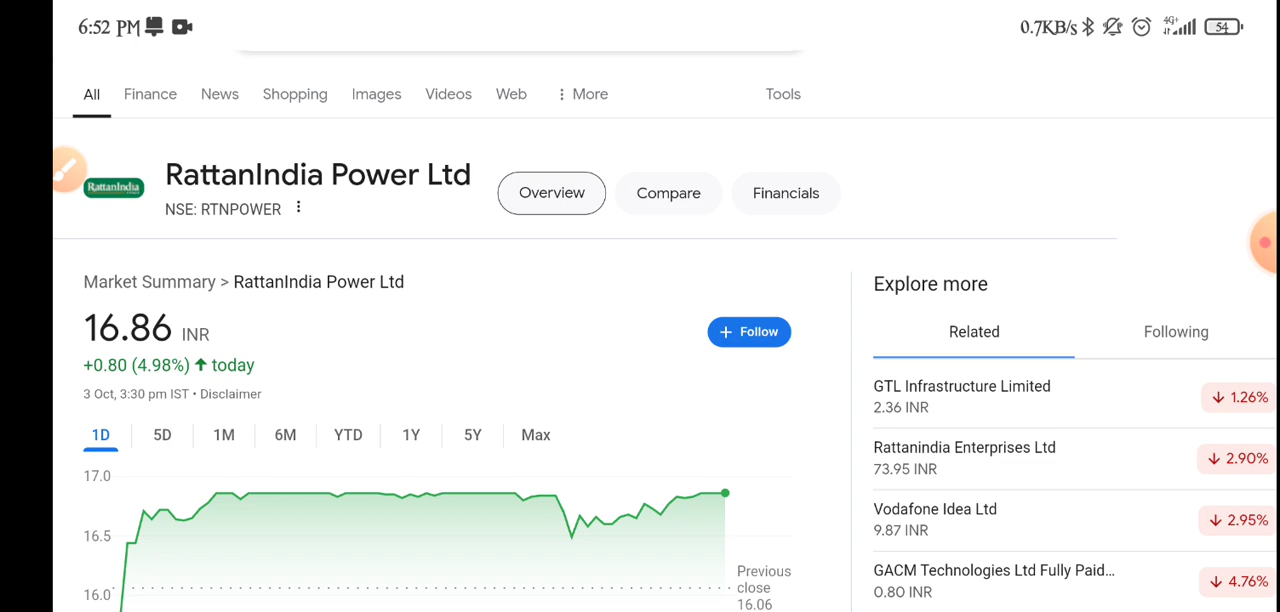 6:52 PM
0.7KB/s 4G+ 54
All Finance News Shopping Images Videos Web More Tools
RattanIndia
RattanIndia Power Ltd
NSE: RTNPOWER
Overview Compare Financials
Market Summary > RattanIndia Power Ltd
16.86 INR
+ Follow
+0.80 (4.98%) ↑ today
3 Oct, 3:30 pm IST • Disclaimer
1D 5D 1M 6M YTD 1Y 5Y Max
17.0
16.5
16.0
Previous
close
16.06
Explore more
Related Following
GTL Infrastructure Limited
2.36 INR
↓ 1.26%
Rattanindia Enterprises Ltd
73.95 INR
↓ 2.90%
Vodafone Idea Ltd
9.87 INR
↓ 2.95%
GACM Technologies Ltd Fully Paid...
0.80 INR
↓ 4.76%